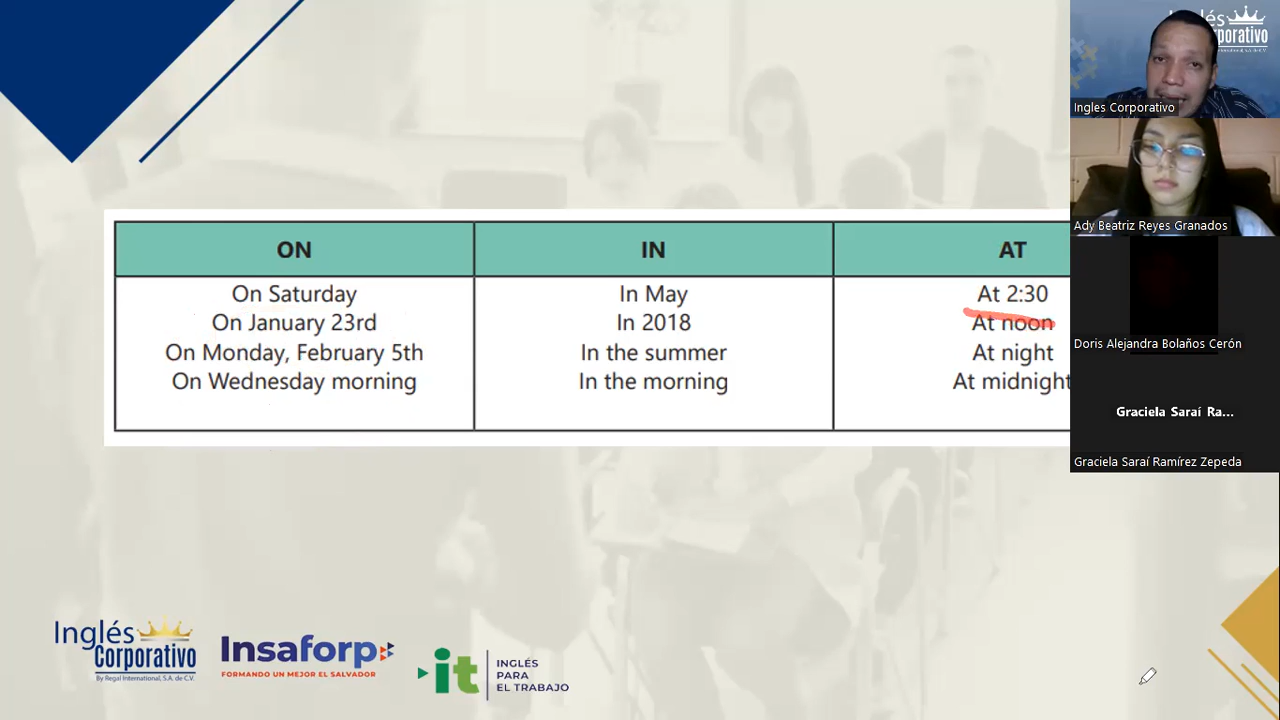 ON
IN
AT
On Saturday
On January 23rd
On Monday, February 5th
On Wednesday morning
In May
In 2018
In the summer
In the morning
At 2:30
At noon
At night
At midnight
Inglés
Corporativo
By Regal International, S.A. de C.V.
Insaforp
FORMANDO UN MEJOR EL SALVADOR
it
INGLÉS
PARA
EL TRABAJO
Ingles Corporativo
Ady Beatriz Reyes Granados
Doris Alejandra Bolaños Cerón
Graciela Saraí Ra...
Graciela Saraí Ramírez Zepeda